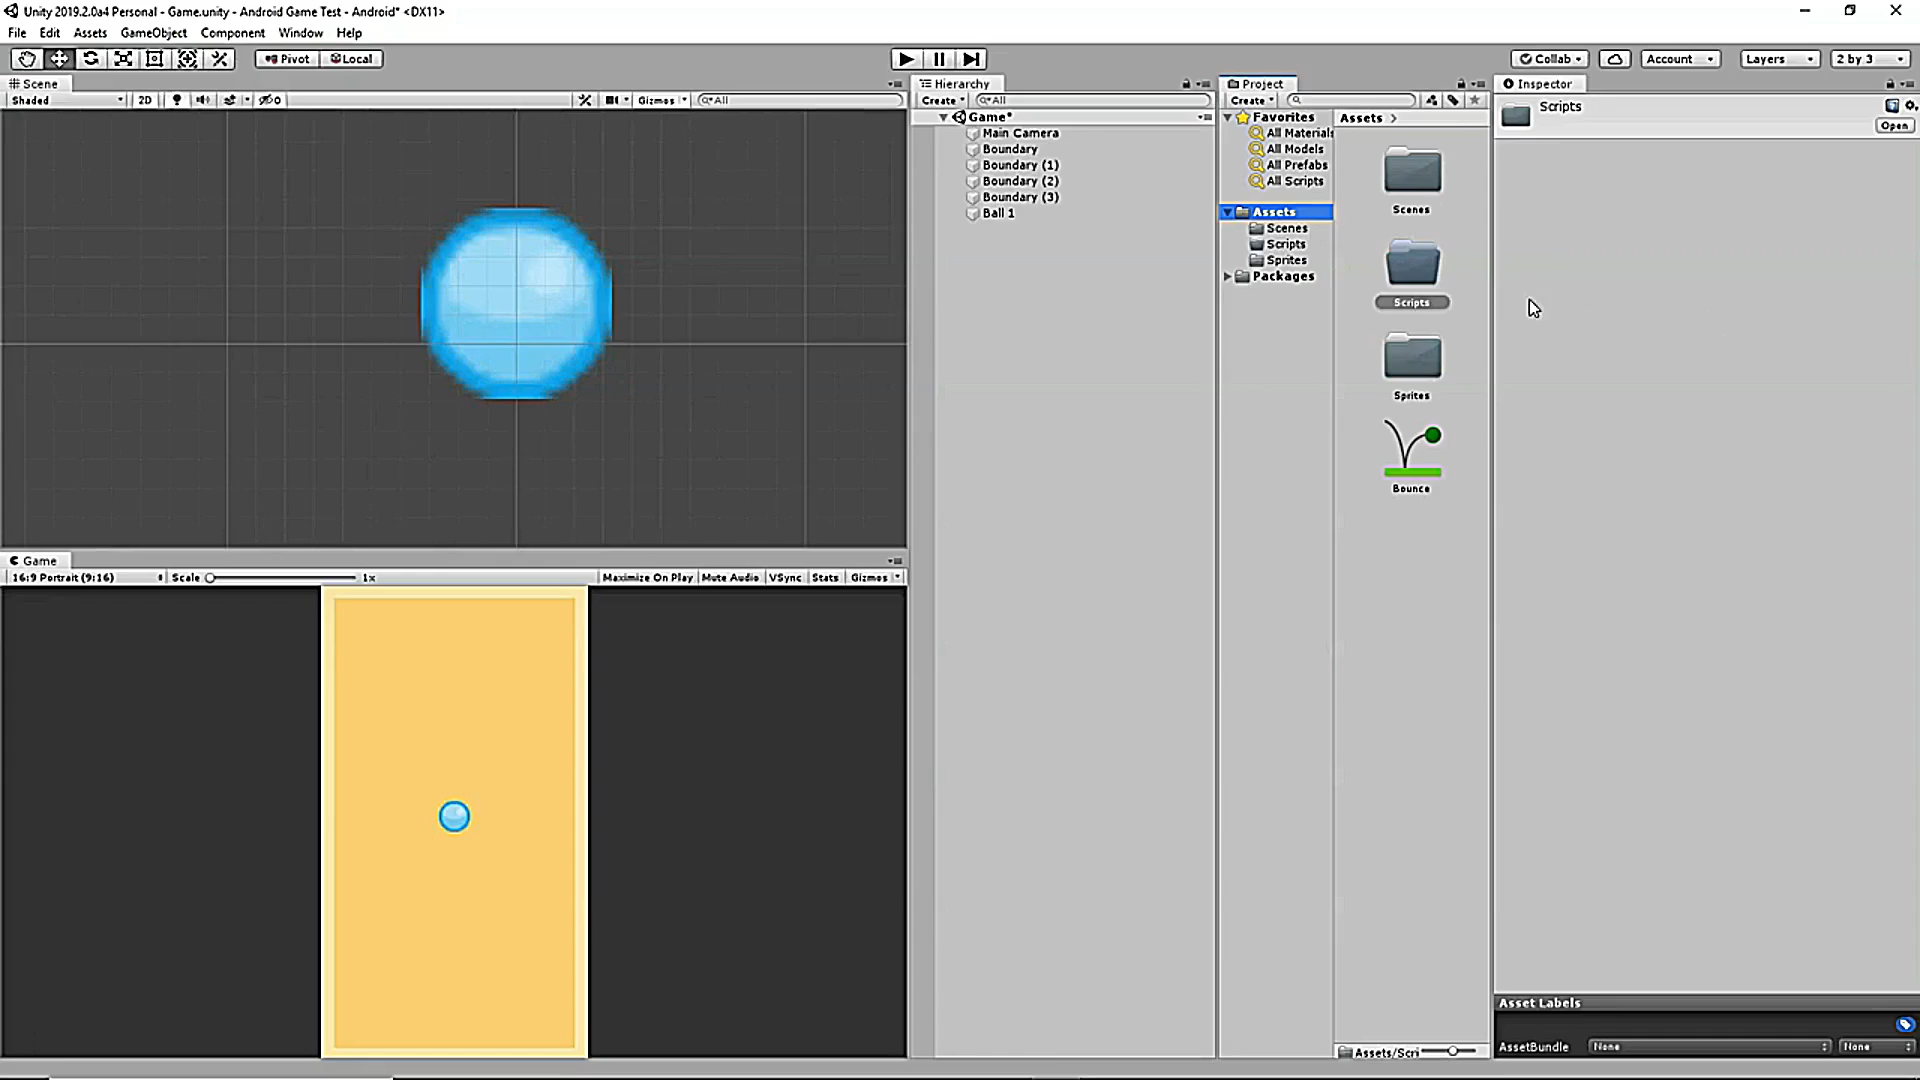 Unity 2019.2.0a4 Personal - Game.unity - Android Game Test - Android* <DX11>
File Edit Assets GameObject Component Window Help
Pivot Local Collab Account Layers 2 by 3
Scene
Shaded 2D 0 Gizmos All
Hierarchy
Create All
Game*
Main Camera
Boundary
Boundary (1)
Boundary (2)
Boundary (3)
Ball 1
Project
Create
Favorites
All Materials
All Models
All Prefabs
All Scripts
Assets
Scenes
Scripts
Sprites
Packages
Assets >
Scenes
Scripts
Sprites
Bounce
Assets/Scri
Inspector
Scripts
Open
Game
16:9 Portrait (9:16) Scale 1x Maximize On Play Mute Audio VSync Stats Gizmos
Asset Labels
AssetBundle None None